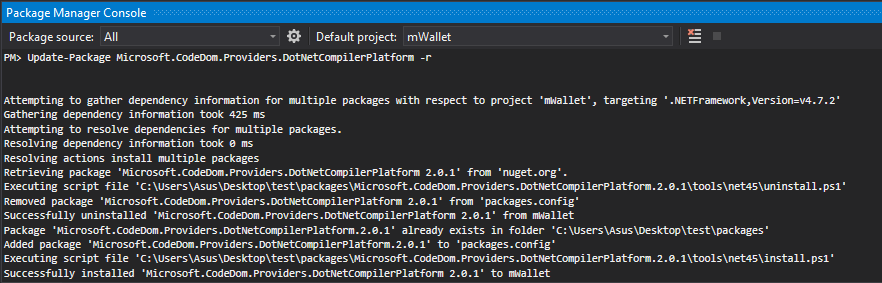 Package Manager Console
Package source: All Default project: mWallet
PM> Update-Package Microsoft.CodeDom.Providers.DotNetCompilerPlatform -r
Attempting to gather dependency information for multiple packages with respect to project 'mWallet', targeting '.NETFramework,Version=v4.7.2'
Gathering dependency information took 425 ms
Attempting to resolve dependencies for multiple packages.
Resolving dependency information took 0 ms
Resolving actions install multiple packages
Retrieving package 'Microsoft.CodeDom.Providers.DotNetCompilerPlatform 2.0.1' from 'nuget.org'.
Executing script file 'C:\Users\Asus\Desktop\test\packages\Microsoft.CodeDom.Providers.DotNetCompilerPlatform.2.0.1\tools\net45\uninstall.ps1'
Removed package 'Microsoft.CodeDom.Providers.DotNetCompilerPlatform 2.0.1' from 'packages.config'
Successfully uninstalled 'Microsoft.CodeDom.Providers.DotNetCompilerPlatform 2.0.1' from mWallet
Package 'Microsoft.CodeDom.Providers.DotNetCompilerPlatform.2.0.1' already exists in folder 'C:\Users\Asus\Desktop\test\packages'
Added package 'Microsoft.CodeDom.Providers.DotNetCompilerPlatform.2.0.1' to 'packages.config'
Executing script file 'C:\Users\Asus\Desktop\test\packages\Microsoft.CodeDom.Providers.DotNetCompilerPlatform.2.0.1\tools\net45\install.ps1'
Successfully installed 'Microsoft.CodeDom.Providers.DotNetCompilerPlatform 2.0.1' to mWallet